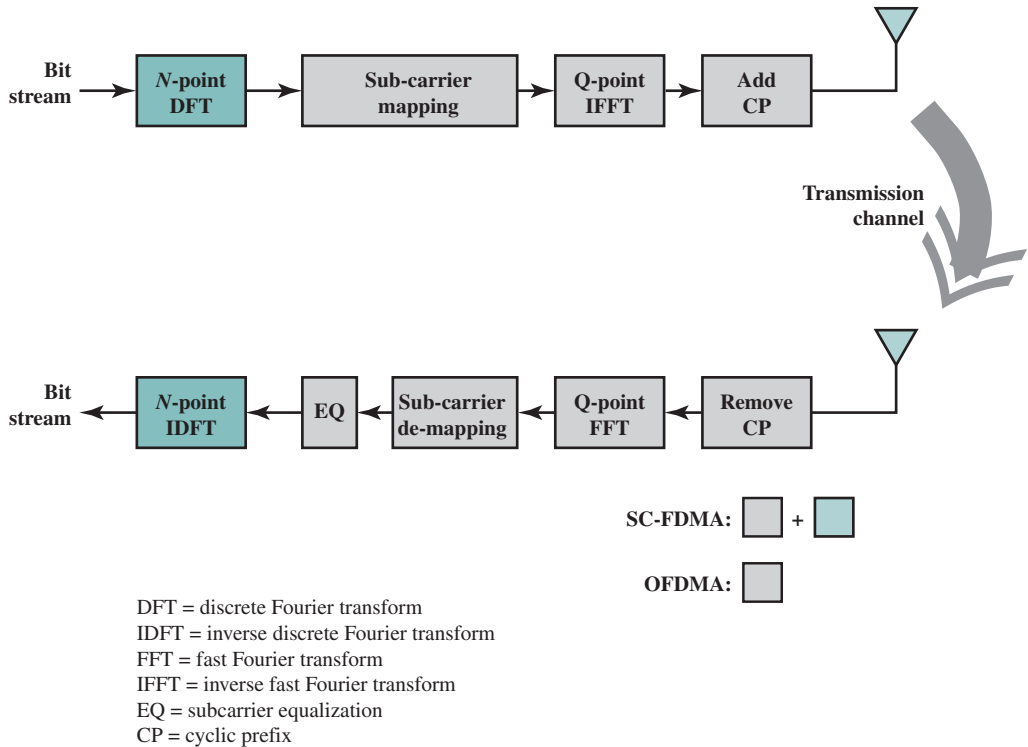 Bit
stream
N-point
DFT
Sub-carrier
mapping
Q-point
IFFT
Add
CP
Transmission
channel
Bit
stream
N-point
IDFT
EQ
Sub-carrier
de-mapping
Q-point
FFT
Remove
CP
SC-FDMA: +
OFDMA:
DFT = discrete Fourier transform
IDFT = inverse discrete Fourier transform
FFT = fast Fourier transform
IFFT = inverse fast Fourier transform
EQ = subcarrier equalization
CP = cyclic prefix